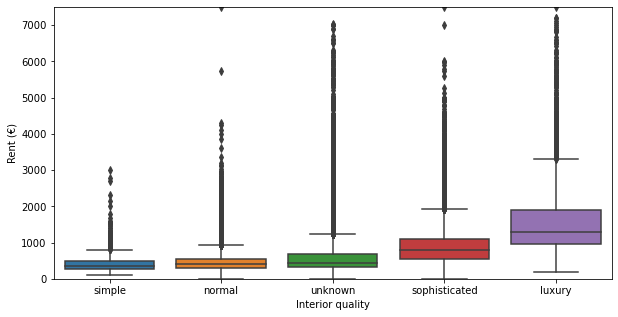 Rent (€)
7000
6000
5000
4000
3000
2000
1000
0
simple normal unknown sophisticated luxury
Interior quality